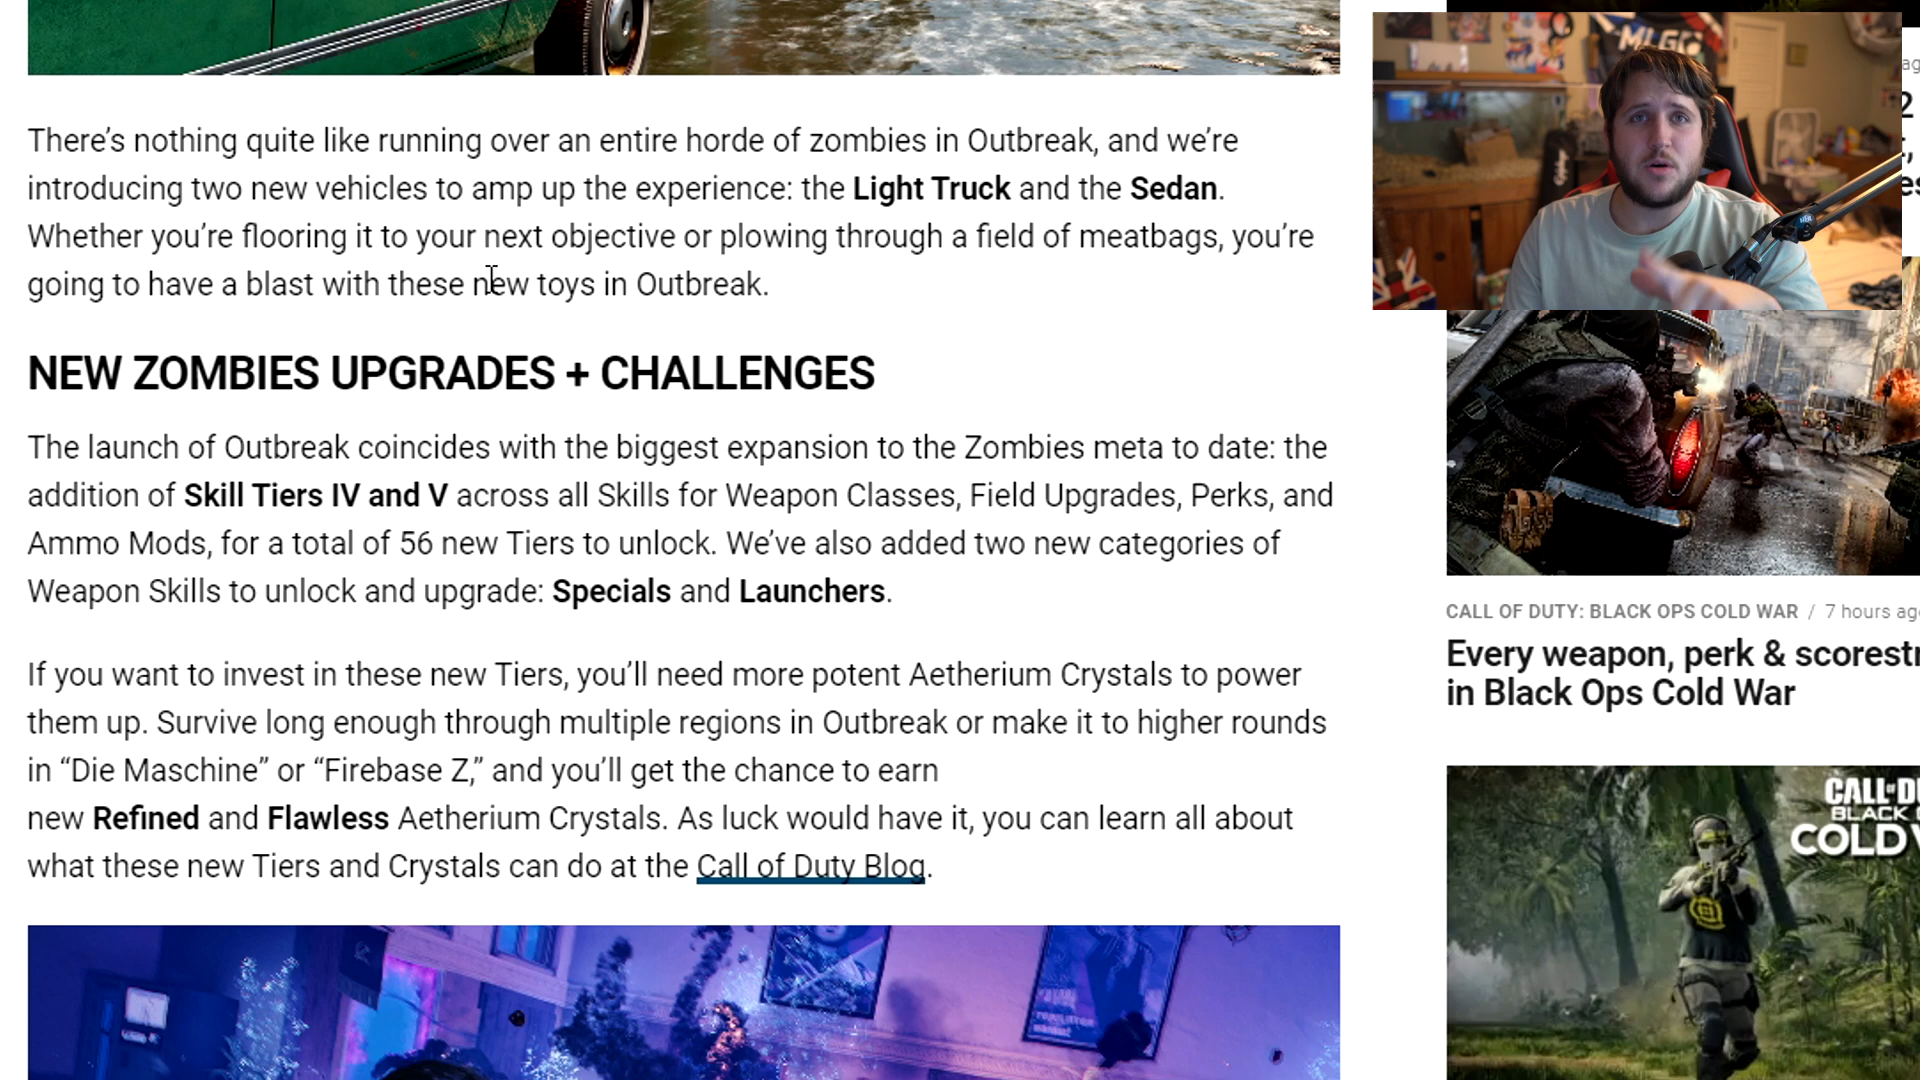 There’s nothing quite like running over an entire horde of zombies in Outbreak, and we’re
introducing two new vehicles to amp up the experience: the Light Truck and the Sedan.
Whether you’re flooring it to your next objective or plowing through a field of meatbags, you’re
going to have a blast with these new toys in Outbreak.
NEW ZOMBIES UPGRADES + CHALLENGES
The launch of Outbreak coincides with the biggest expansion to the Zombies meta to date: the
addition of Skill Tiers IV and V across all Skills for Weapon Classes, Field Upgrades, Perks, and
Ammo Mods, for a total of 56 new Tiers to unlock. We’ve also added two new categories of
Weapon Skills to unlock and upgrade: Specials and Launchers.
If you want to invest in these new Tiers, you’ll need more potent Aetherium Crystals to power
them up. Survive long enough through multiple regions in Outbreak or make it to higher rounds
in “Die Maschine” or “Firebase Z,” and you’ll get the chance to earn
new Refined and Flawless Aetherium Crystals. As luck would have it, you can learn all about
what these new Tiers and Crystals can do at the Call of Duty Blog.
MLG
CALL OF DUTY: BLACK OPS COLD WAR / 7 hours ag
Every weapon, perk & scorestr
in Black Ops Cold War
CALL OF DU
BLACK
COLD W